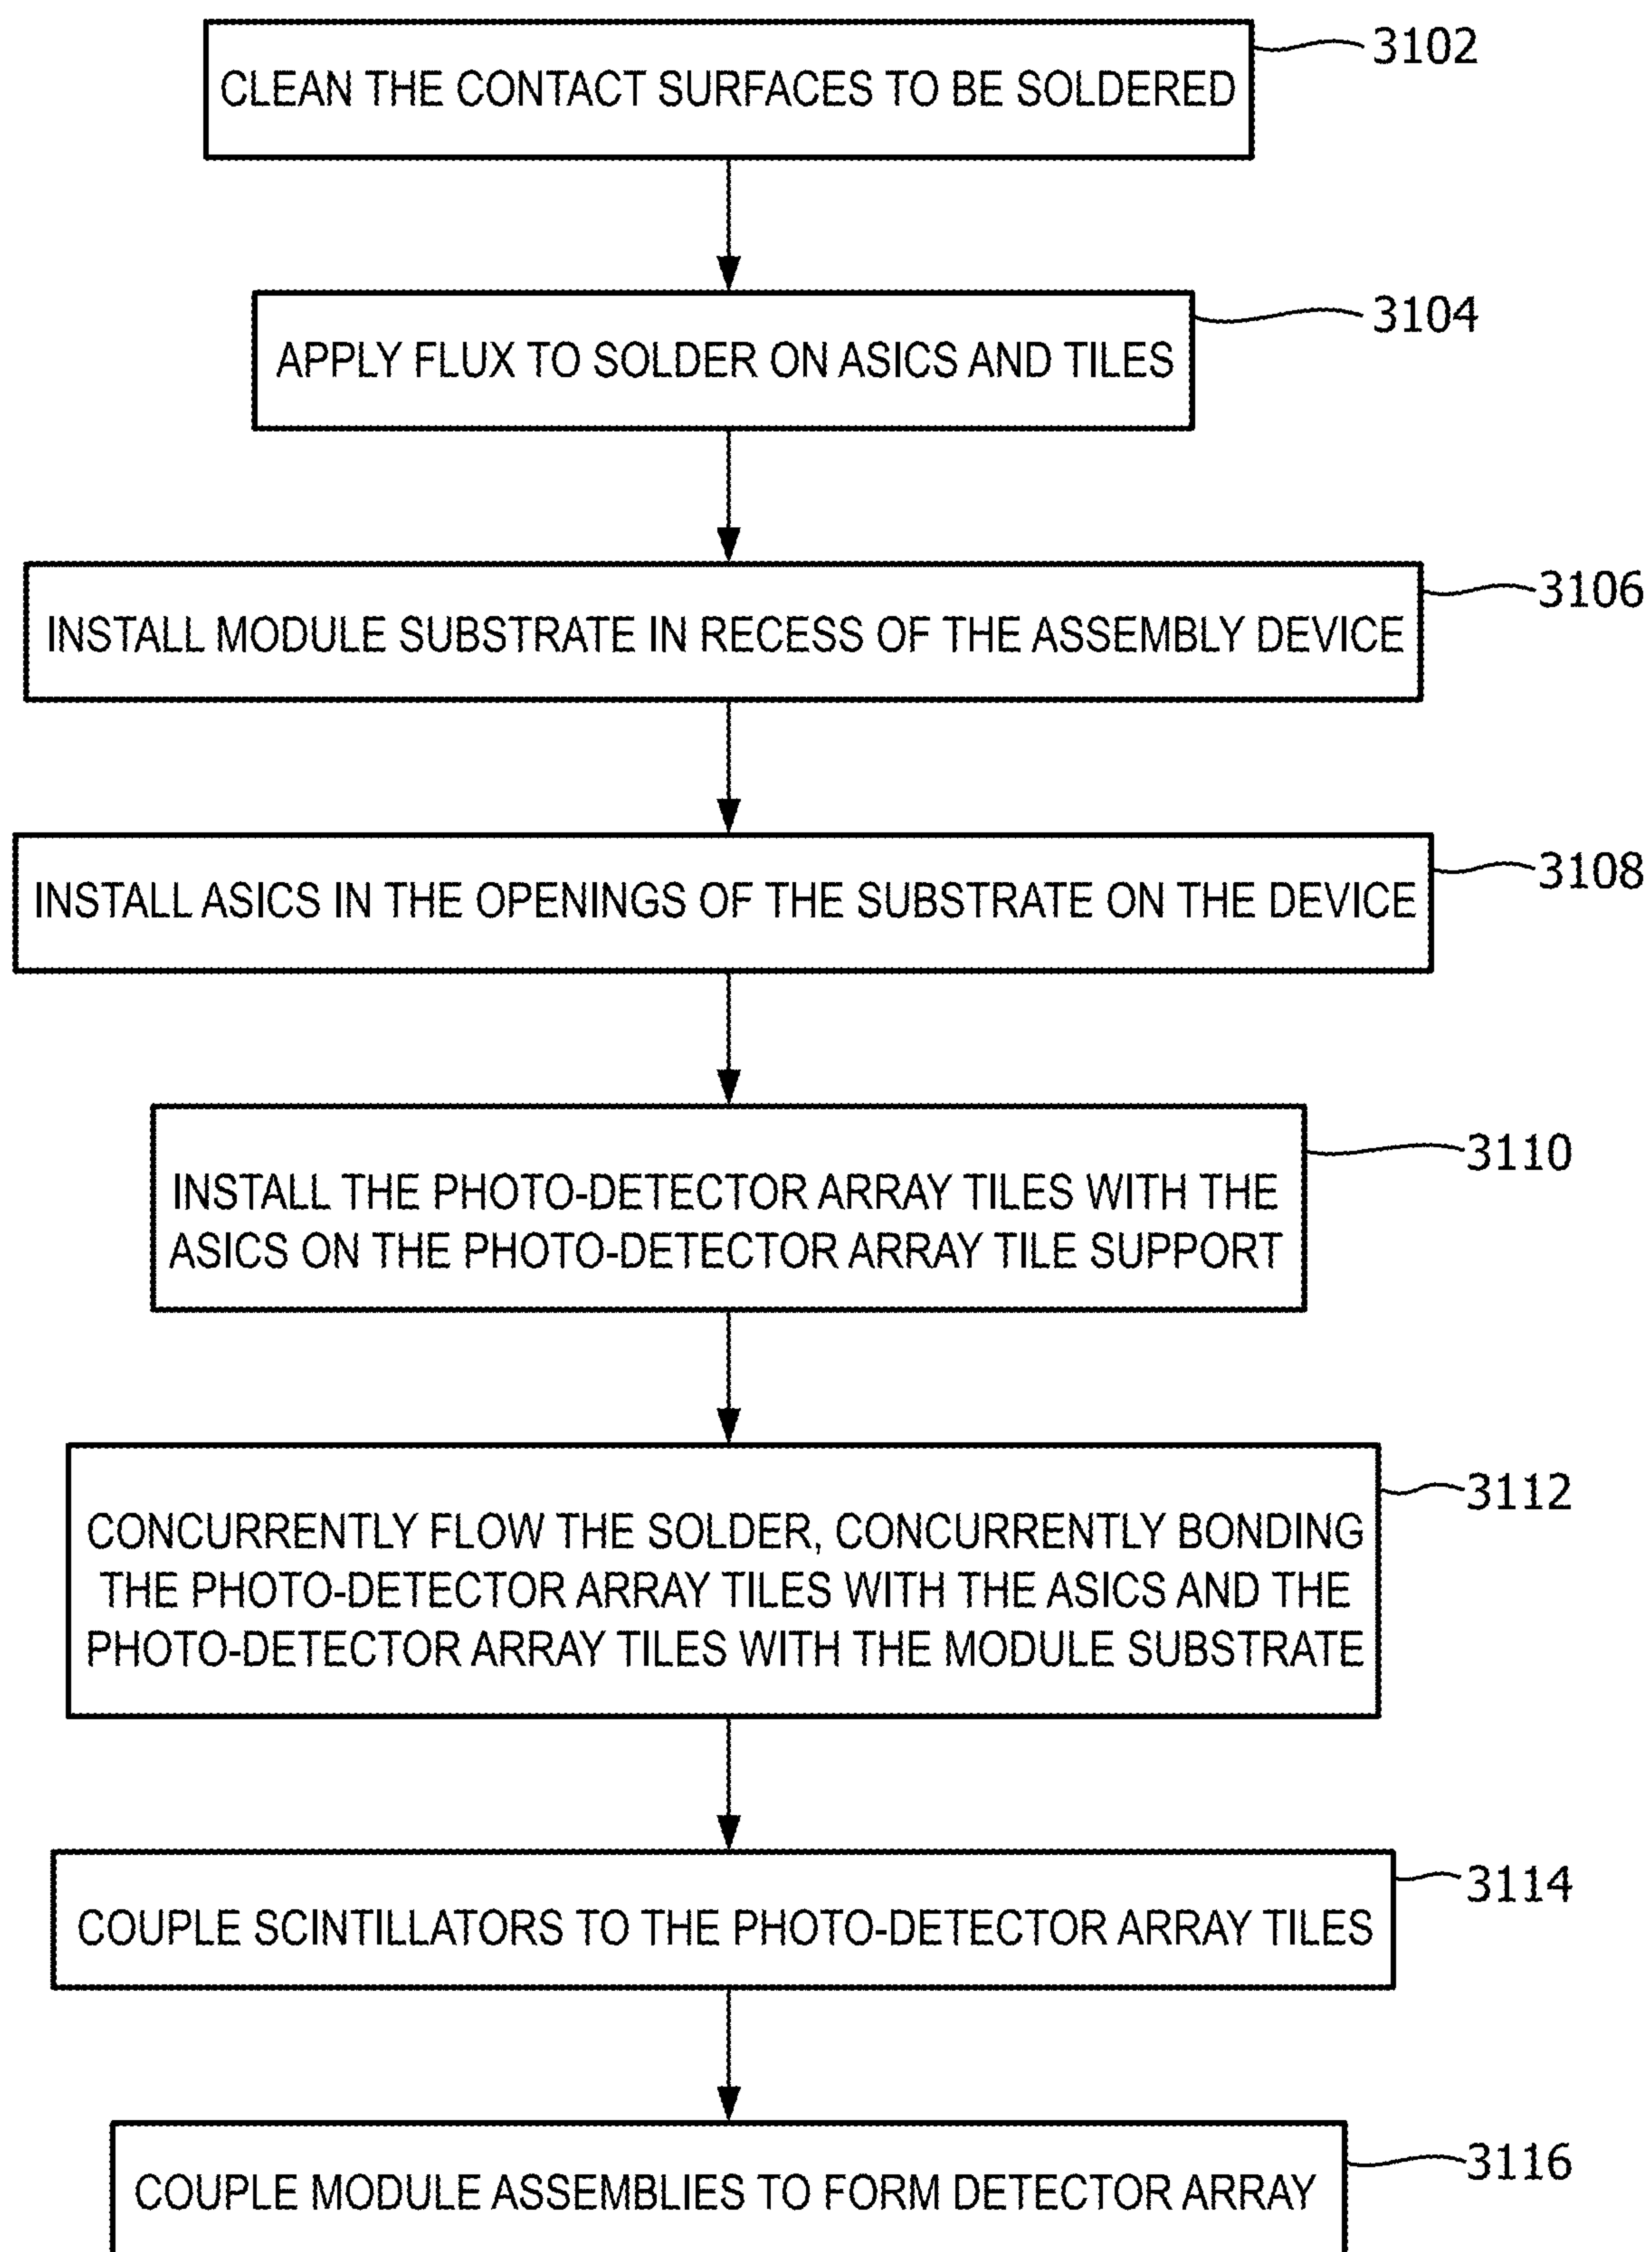 CLEAN THE CONTACT SURFACES TO BE SOLDERED
3102
APPLY FLUX TO SOLDER ON ASICS AND TILES
3104
INSTALL MODULE SUBSTRATE IN RECESS OF THE ASSEMBLY DEVICE
3106
INSTALL ASICS IN THE OPENINGS OF THE SUBSTRATE ON THE DEVICE
3108
INSTALL THE PHOTO-DETECTOR ARRAY TILES WITH THE
ASICS ON THE PHOTO-DETECTOR ARRAY TILE SUPPORT
3110
CONCURRENTLY FLOW THE SOLDER, CONCURRENTLY BONDING
THE PHOTO-DETECTOR ARRAY TILES WITH THE ASICS AND THE
PHOTO-DETECTOR ARRAY TILES WITH THE MODULE SUBSTRATE
3112
COUPLE SCINTILLATORS TO THE PHOTO-DETECTOR ARRAY TILES
3114
COUPLE MODULE ASSEMBLIES TO FORM DETECTOR ARRAY
3116